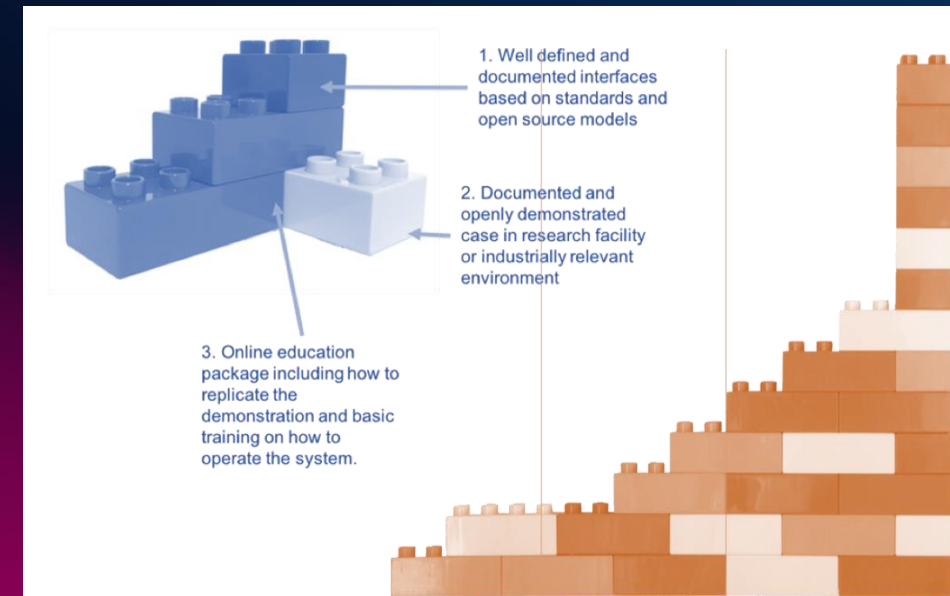 1. Well defined and
documented interfaces
based on standards and
open source models
2. Documented and
openly demonstrated
case in research facility
or industrially relevant
environment
3. Online education
package including how to
replicate the
demonstration and basic
training on how to
operate the system.